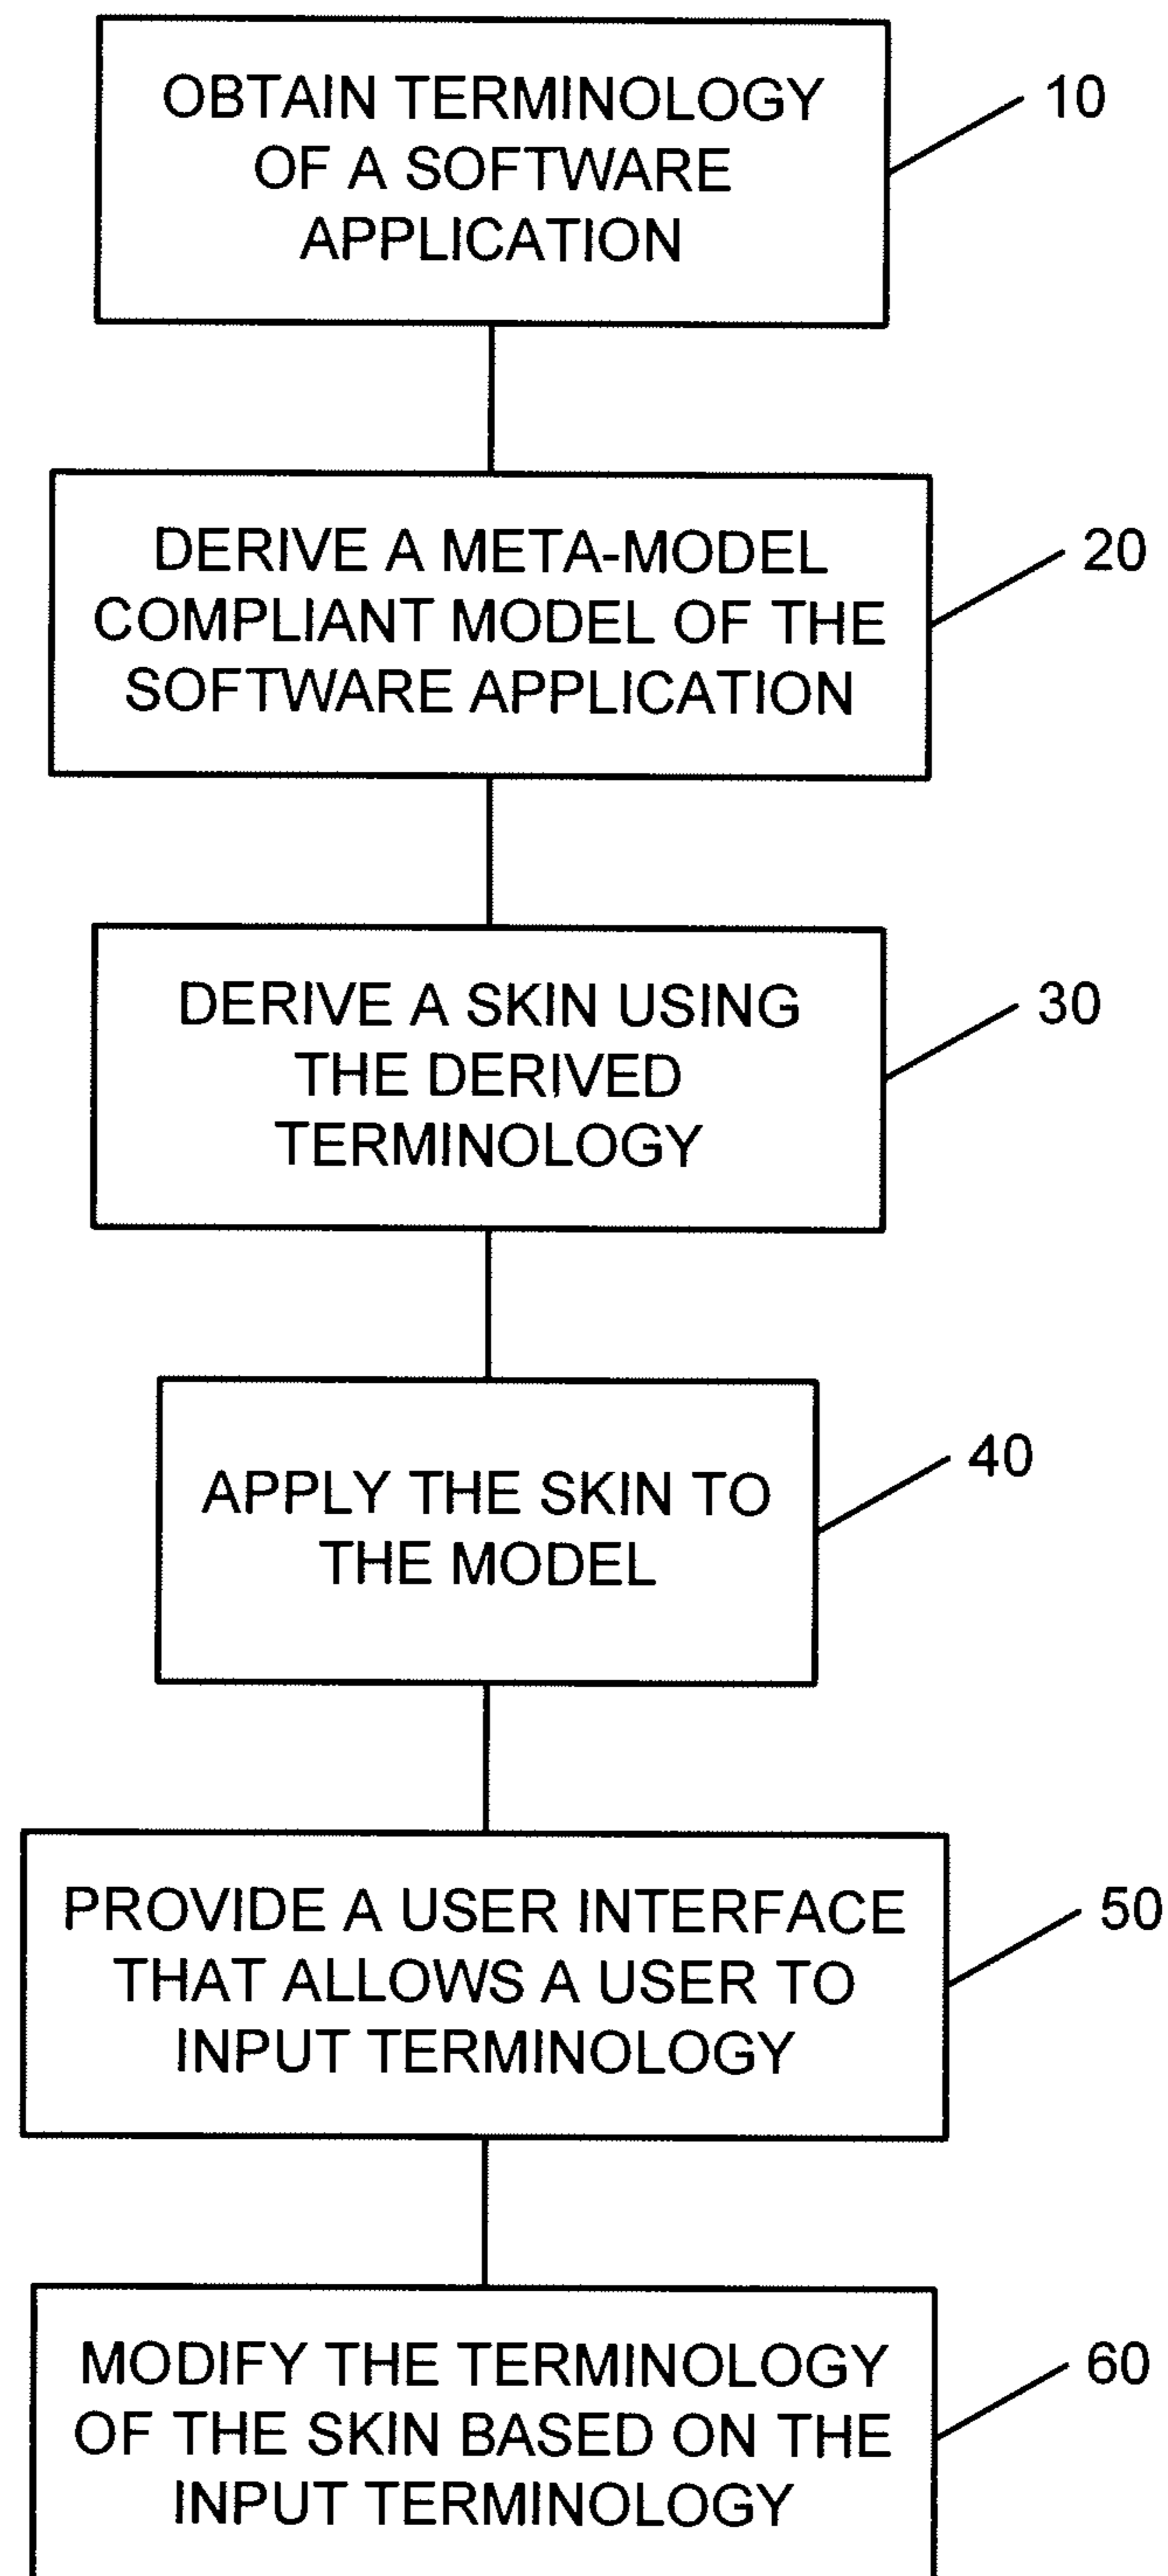 OBTAIN TERMINOLOGY
OF A SOFTWARE
APPLICATION
10
DERIVE A META-MODEL
COMPLIANT MODEL OF THE
SOFTWARE APPLICATION
20
DERIVE A SKIN USING
THE DERIVED
TERMINOLOGY
30
APPLY THE SKIN TO
THE MODEL
40
PROVIDE A USER INTERFACE
THAT ALLOWS A USER TO
INPUT TERMINOLOGY
50
MODIFY THE TERMINOLOGY
OF THE SKIN BASED ON THE
INPUT TERMINOLOGY
60